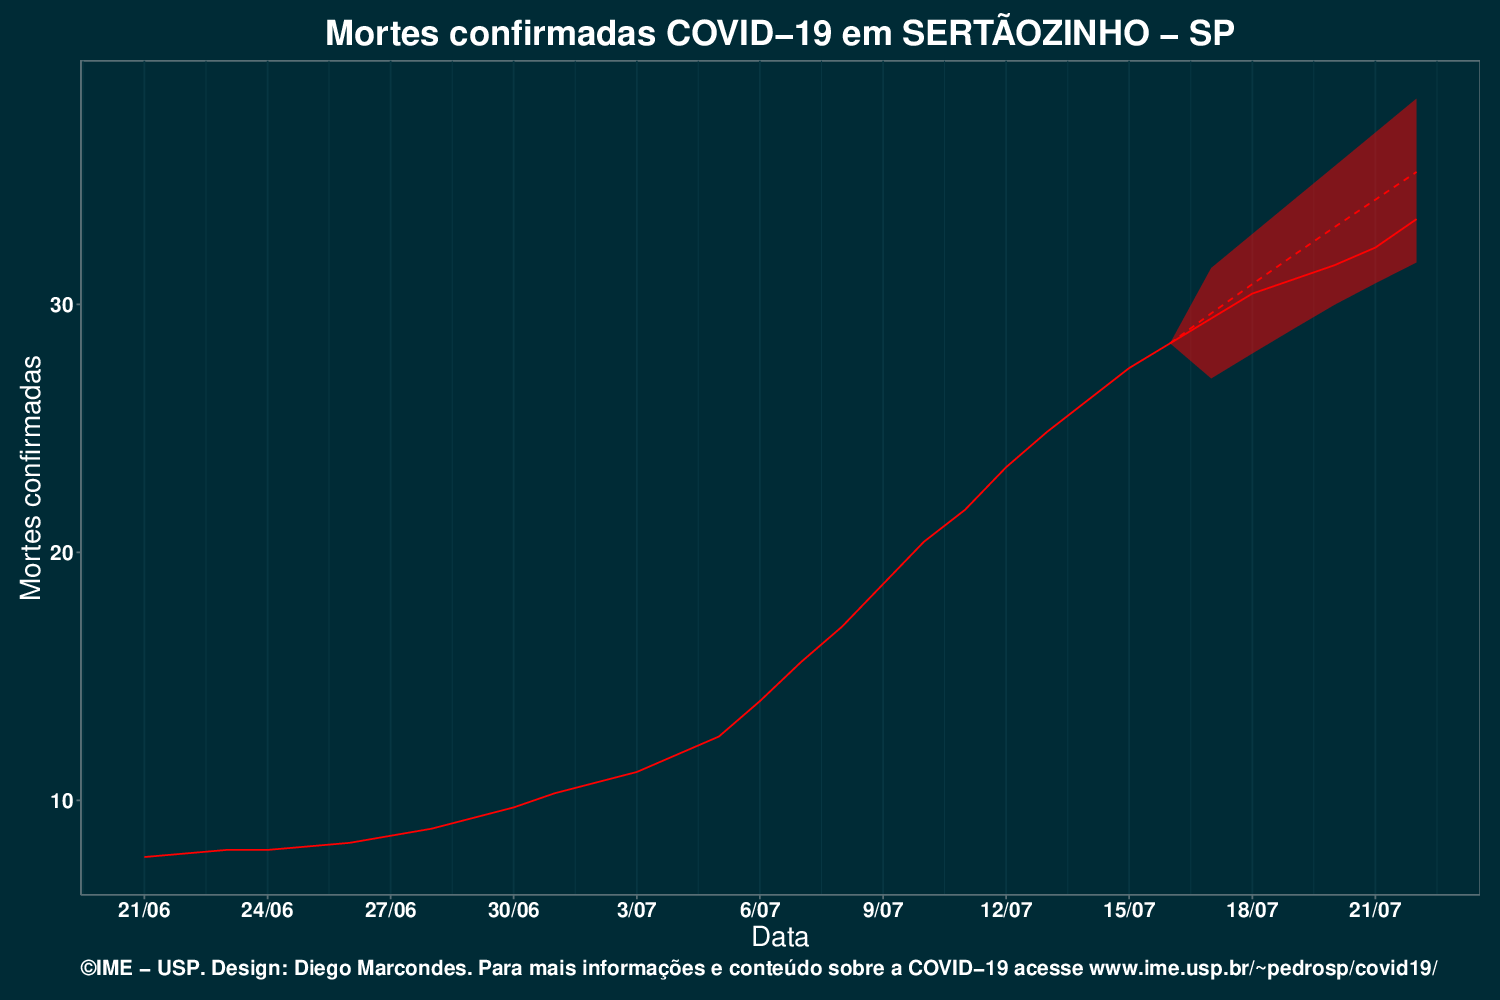 Mortes confirmadas COVID−19 em SERTÃOZINHO − SP
Mortes confirmadas
30
20
10
21/06 24/06 27/06 30/06 3/07 6/07 9/07 12/07 15/07 18/07 21/07
Data
©IME − USP. Design: Diego Marcondes. Para mais informações e conteúdo sobre a COVID−19 acesse www.ime.usp.br/~pedrosp/covid19/